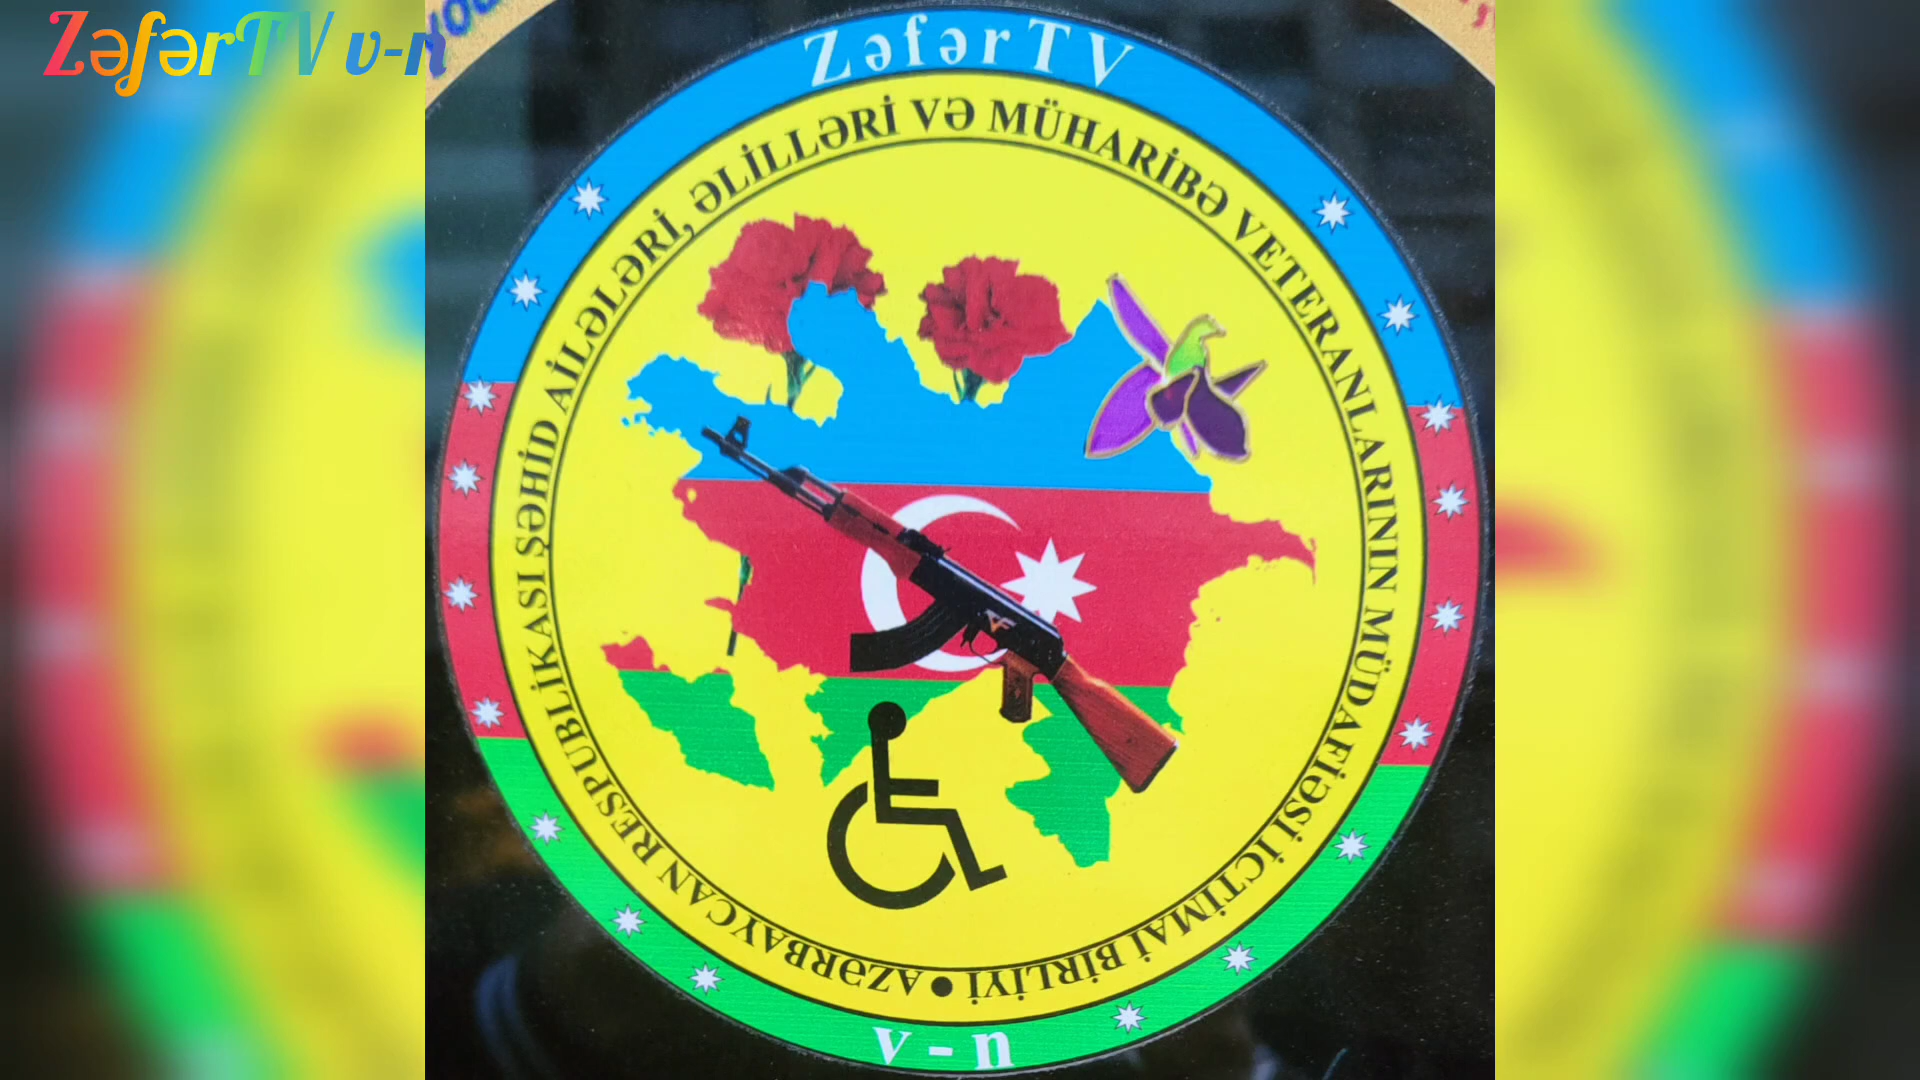 ZəfərTV v-n
ZəfərTV
AZƏRBAYCAN RESPUBLİKASI ŞƏHİD AİLƏLƏRİ, ƏLİLLƏRİ VƏ MÜHARİBƏ VETERANLARININ MÜDAFİƏSİ İCTİMAİ BİRLİYİ •
v-n